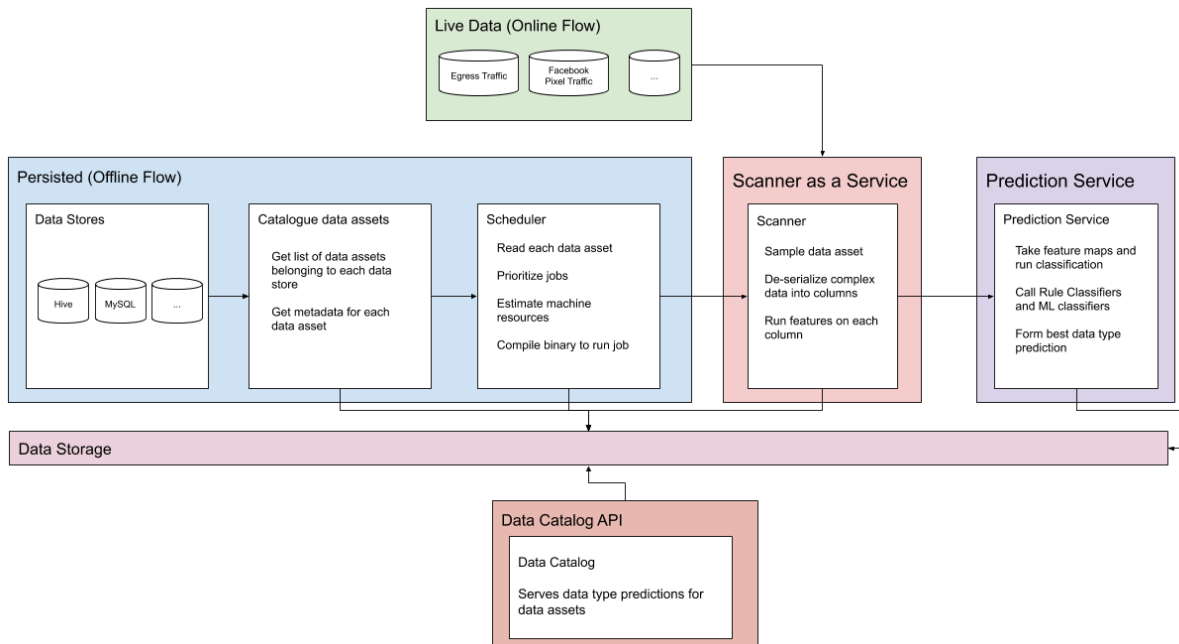 Live Data (Online Flow)
Egress Traffic
Facebook
Pixel Traffic
...
Persisted (Offline Flow)
Data Stores
Hive
MySQL
...
Catalogue data assets
Get list of data assets
belonging to each data
store
Get metadata for each
data asset
Scheduler
Read each data asset
Prioritize jobs
Estimate machine
resources
Compile binary to run job
Scanner as a Service
Scanner
Sample data asset
De-serialize complex
data into columns
Run features on each
column
Prediction Service
Prediction Service
Take feature maps and
run classification
Call Rule Classifiers
and ML classifiers
Form best data type
prediction
Data Storage
Data Catalog API
Data Catalog
Serves data type predictions for
data assets